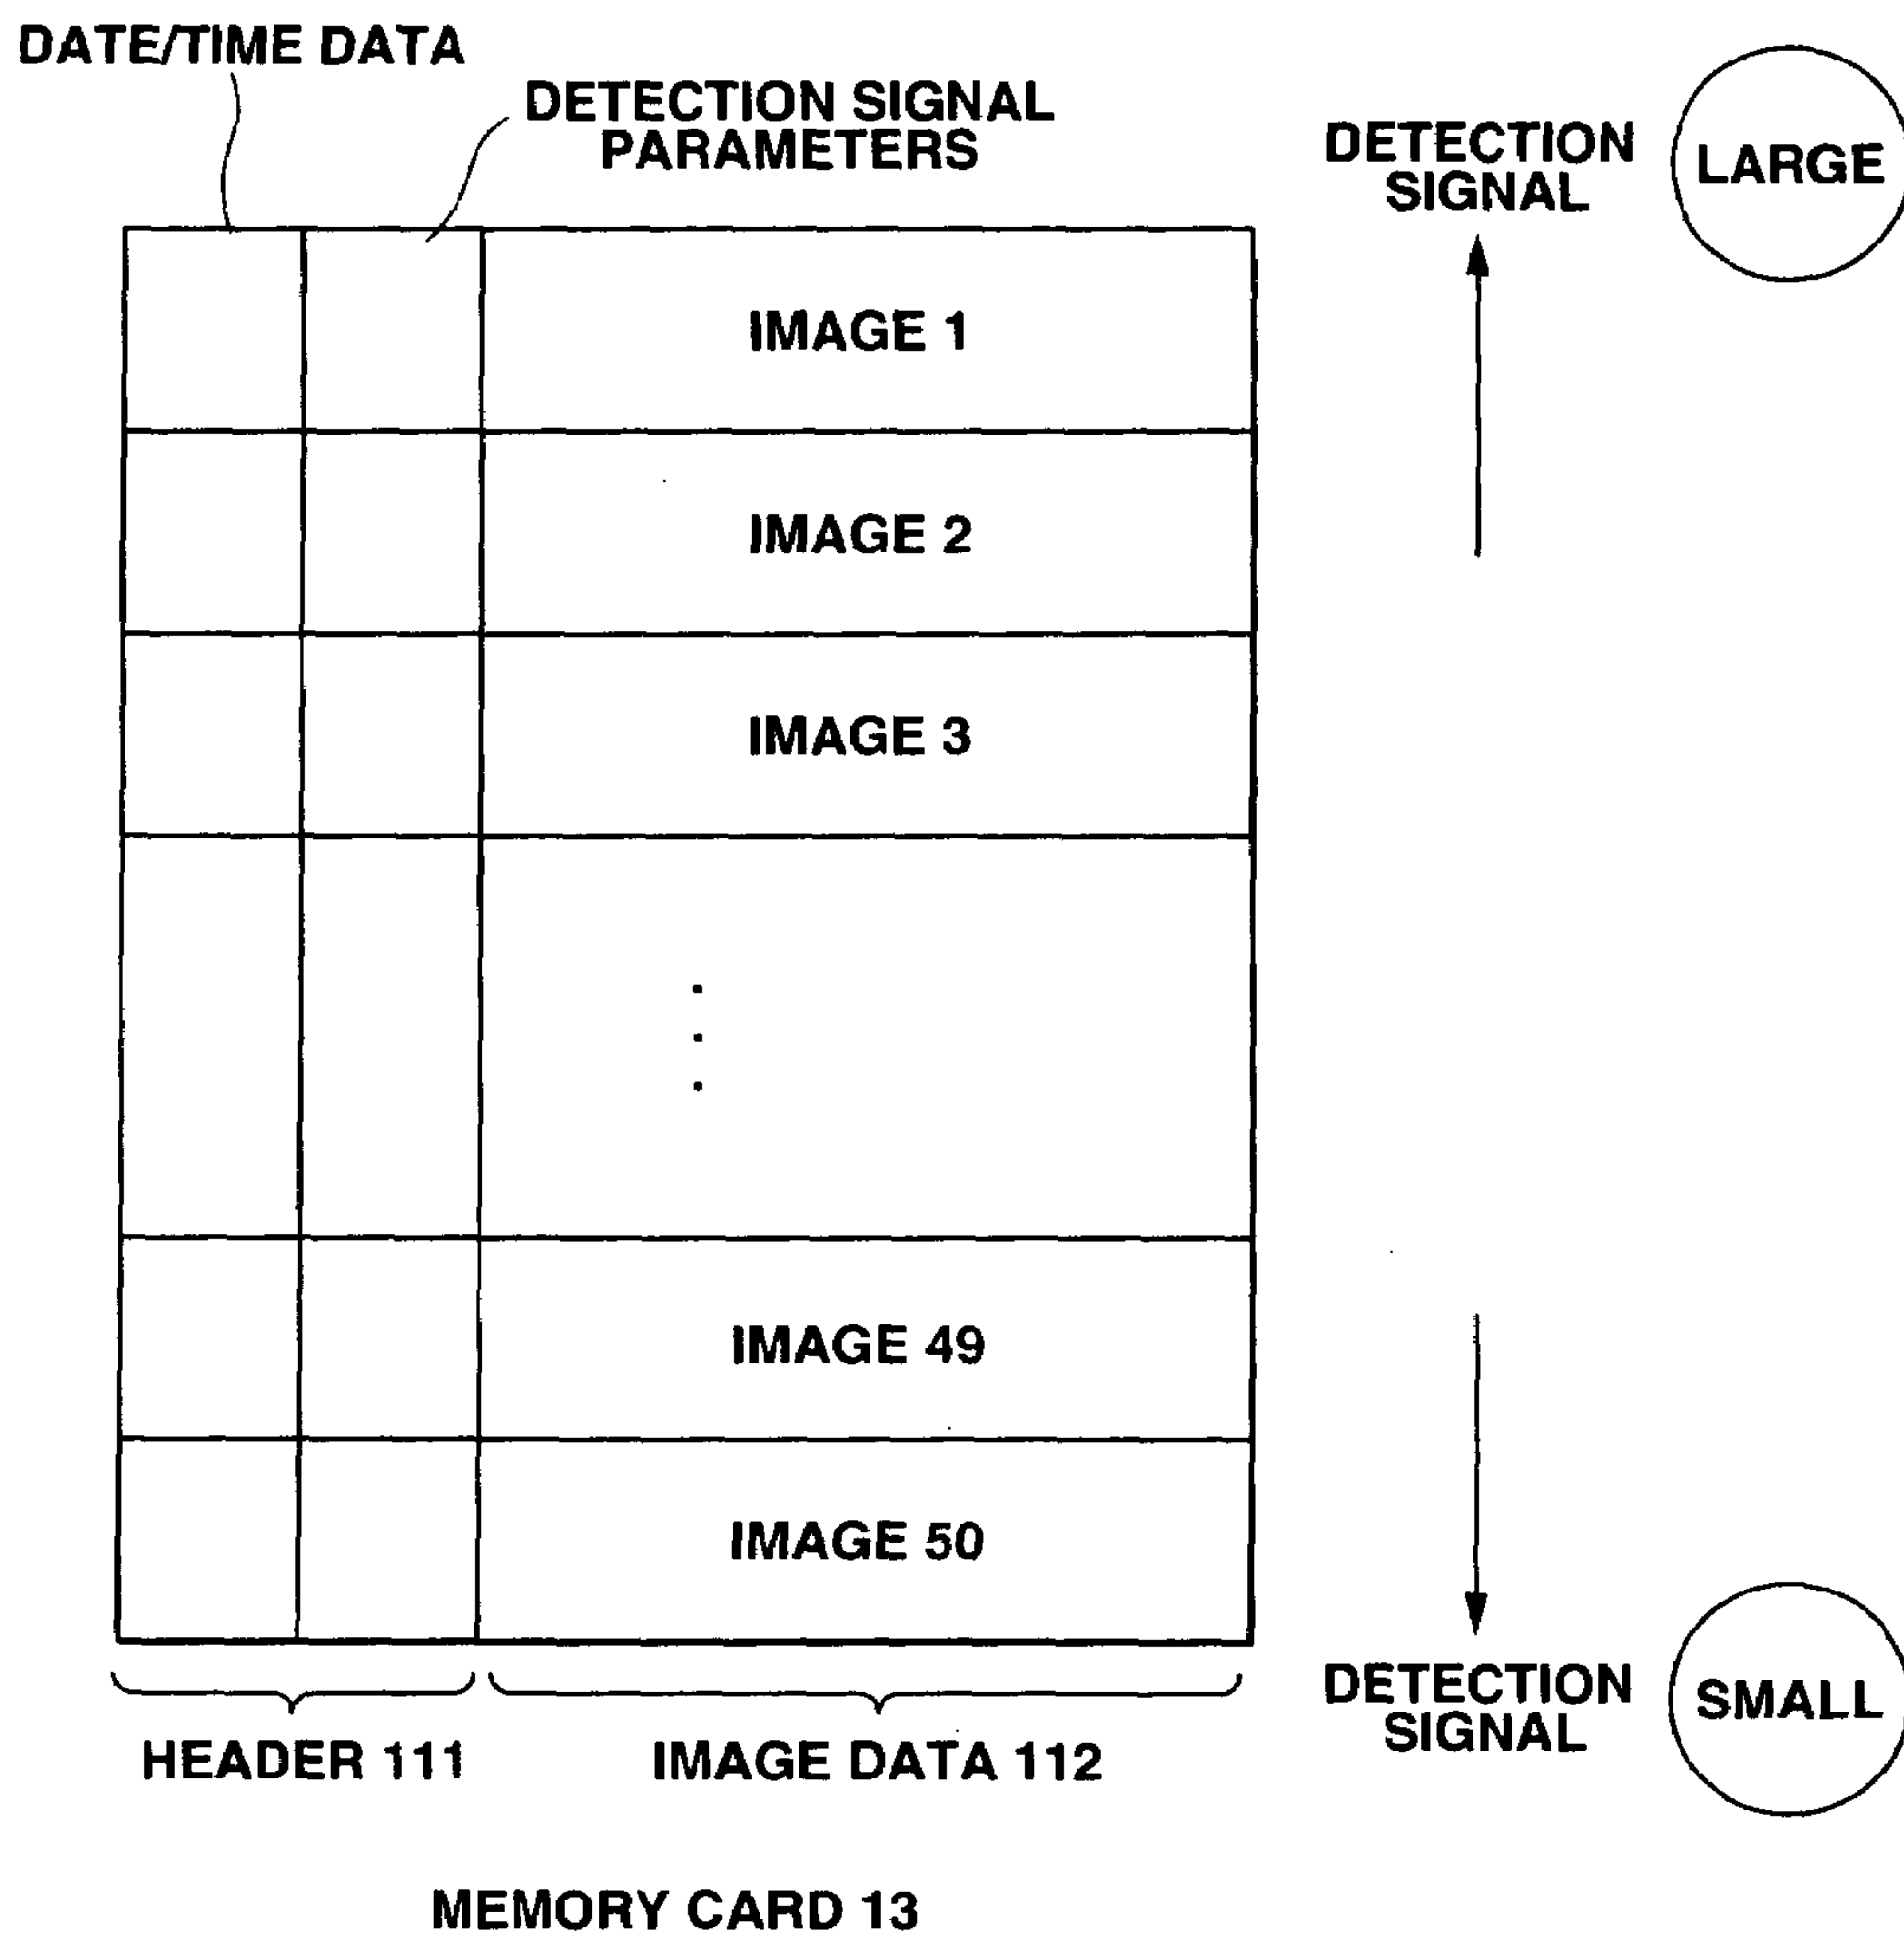 DATE/TIME DATA
DETECTION SIGNAL
PARAMETERS
DETECTION
SIGNAL
LARGE
IMAGE 1
IMAGE 2
IMAGE 3
IMAGE 49
IMAGE 50
DETECTION
SIGNAL
SMALL
HEADER 111
IMAGE DATA 112
MEMORY CARD 13